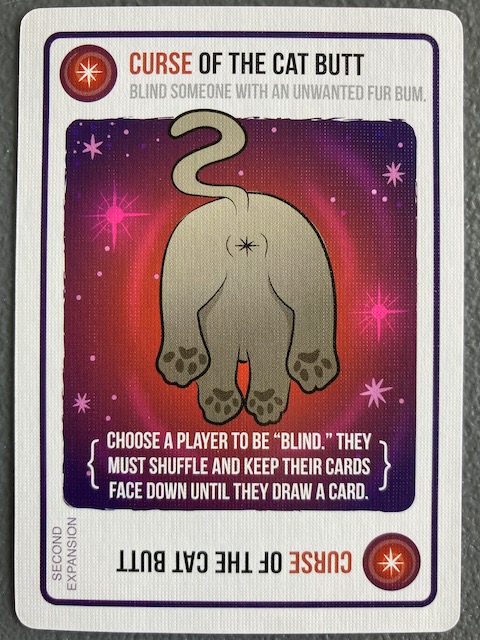 CURSE OF THE CAT BUTT
BLIND SOMEONE WITH AN UNWANTED FUR BUM.
CHOOSE A PLAYER TO BE “BLIND.” THEY
MUST SHUFFLE AND KEEP THEIR CARDS
FACE DOWN UNTIL THEY DRAW A CARD.
SECOND
EXPANSION
CURSE OF THE CAT BUTT